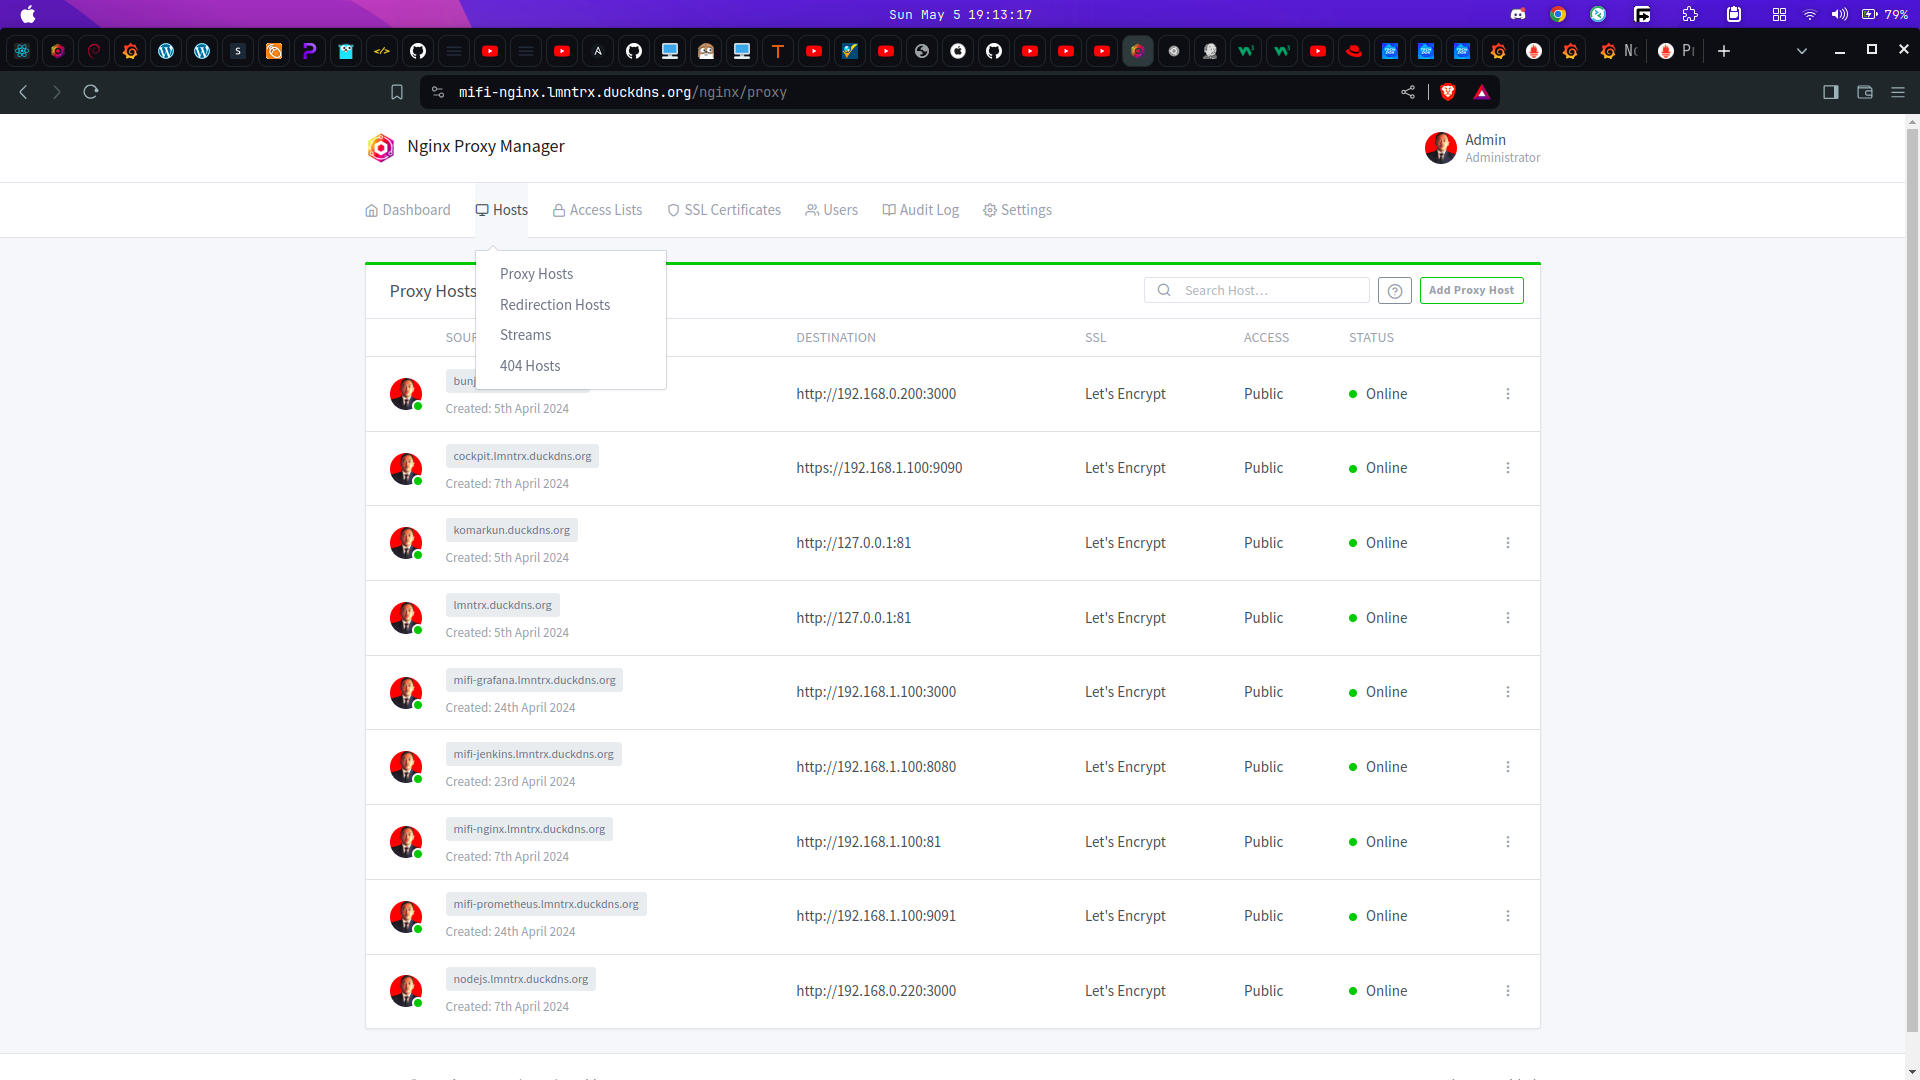 Sun May 5 19:13:17
79%
mifi-nginx.lmntrx.duckdns.org/nginx/proxy
Nginx Proxy Manager
Admin
Administrator
Dashboard
Hosts
Access Lists
SSL Certificates
Users
Audit Log
Settings
Proxy Hosts
Redirection Hosts
Streams
404 Hosts
Proxy Hosts
Search Host...
Add Proxy Host
SOUR
DESTINATION
SSL
ACCESS
STATUS
bunj
Created: 5th April 2024
http://192.168.0.200:3000
Let's Encrypt
Public
Online
cockpit.lmntrx.duckdns.org
Created: 7th April 2024
https://192.168.1.100:9090
Let's Encrypt
Public
Online
komarkun.duckdns.org
Created: 5th April 2024
http://127.0.0.1:81
Let's Encrypt
Public
Online
lmntrx.duckdns.org
Created: 5th April 2024
http://127.0.0.1:81
Let's Encrypt
Public
Online
mifi-grafana.lmntrx.duckdns.org
Created: 24th April 2024
http://192.168.1.100:3000
Let's Encrypt
Public
Online
mifi-jenkins.lmntrx.duckdns.org
Created: 23rd April 2024
http://192.168.1.100:8080
Let's Encrypt
Public
Online
mifi-nginx.lmntrx.duckdns.org
Created: 7th April 2024
http://192.168.1.100:81
Let's Encrypt
Public
Online
mifi-prometheus.lmntrx.duckdns.org
Created: 24th April 2024
http://192.168.1.100:9091
Let's Encrypt
Public
Online
nodejs.lmntrx.duckdns.org
Created: 7th April 2024
http://192.168.0.220:3000
Let's Encrypt
Public
Online